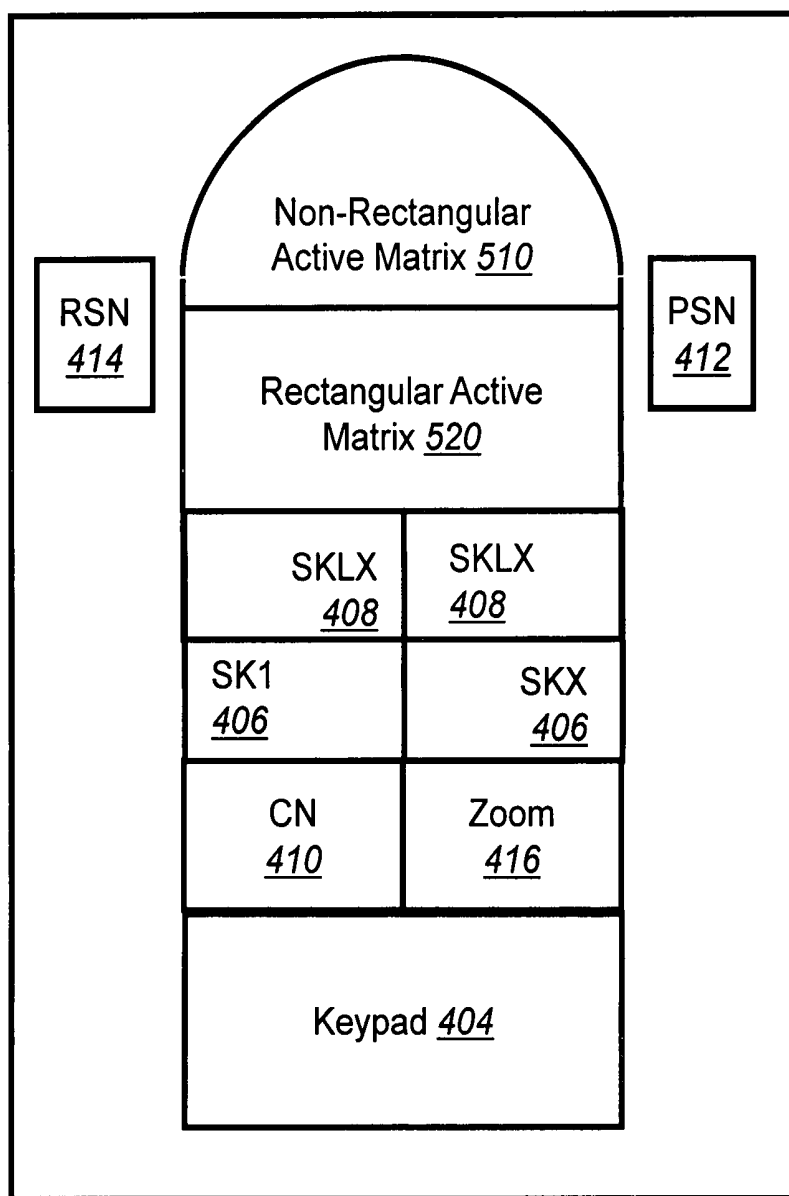 Non-Rectangular
Active Matrix 510
RSN
414
PSN
412
Rectangular Active
Matrix 520
SKLX
408
SKLX
408
SK1
406
SKX
406
CN
410
Zoom
416
Keypad 404